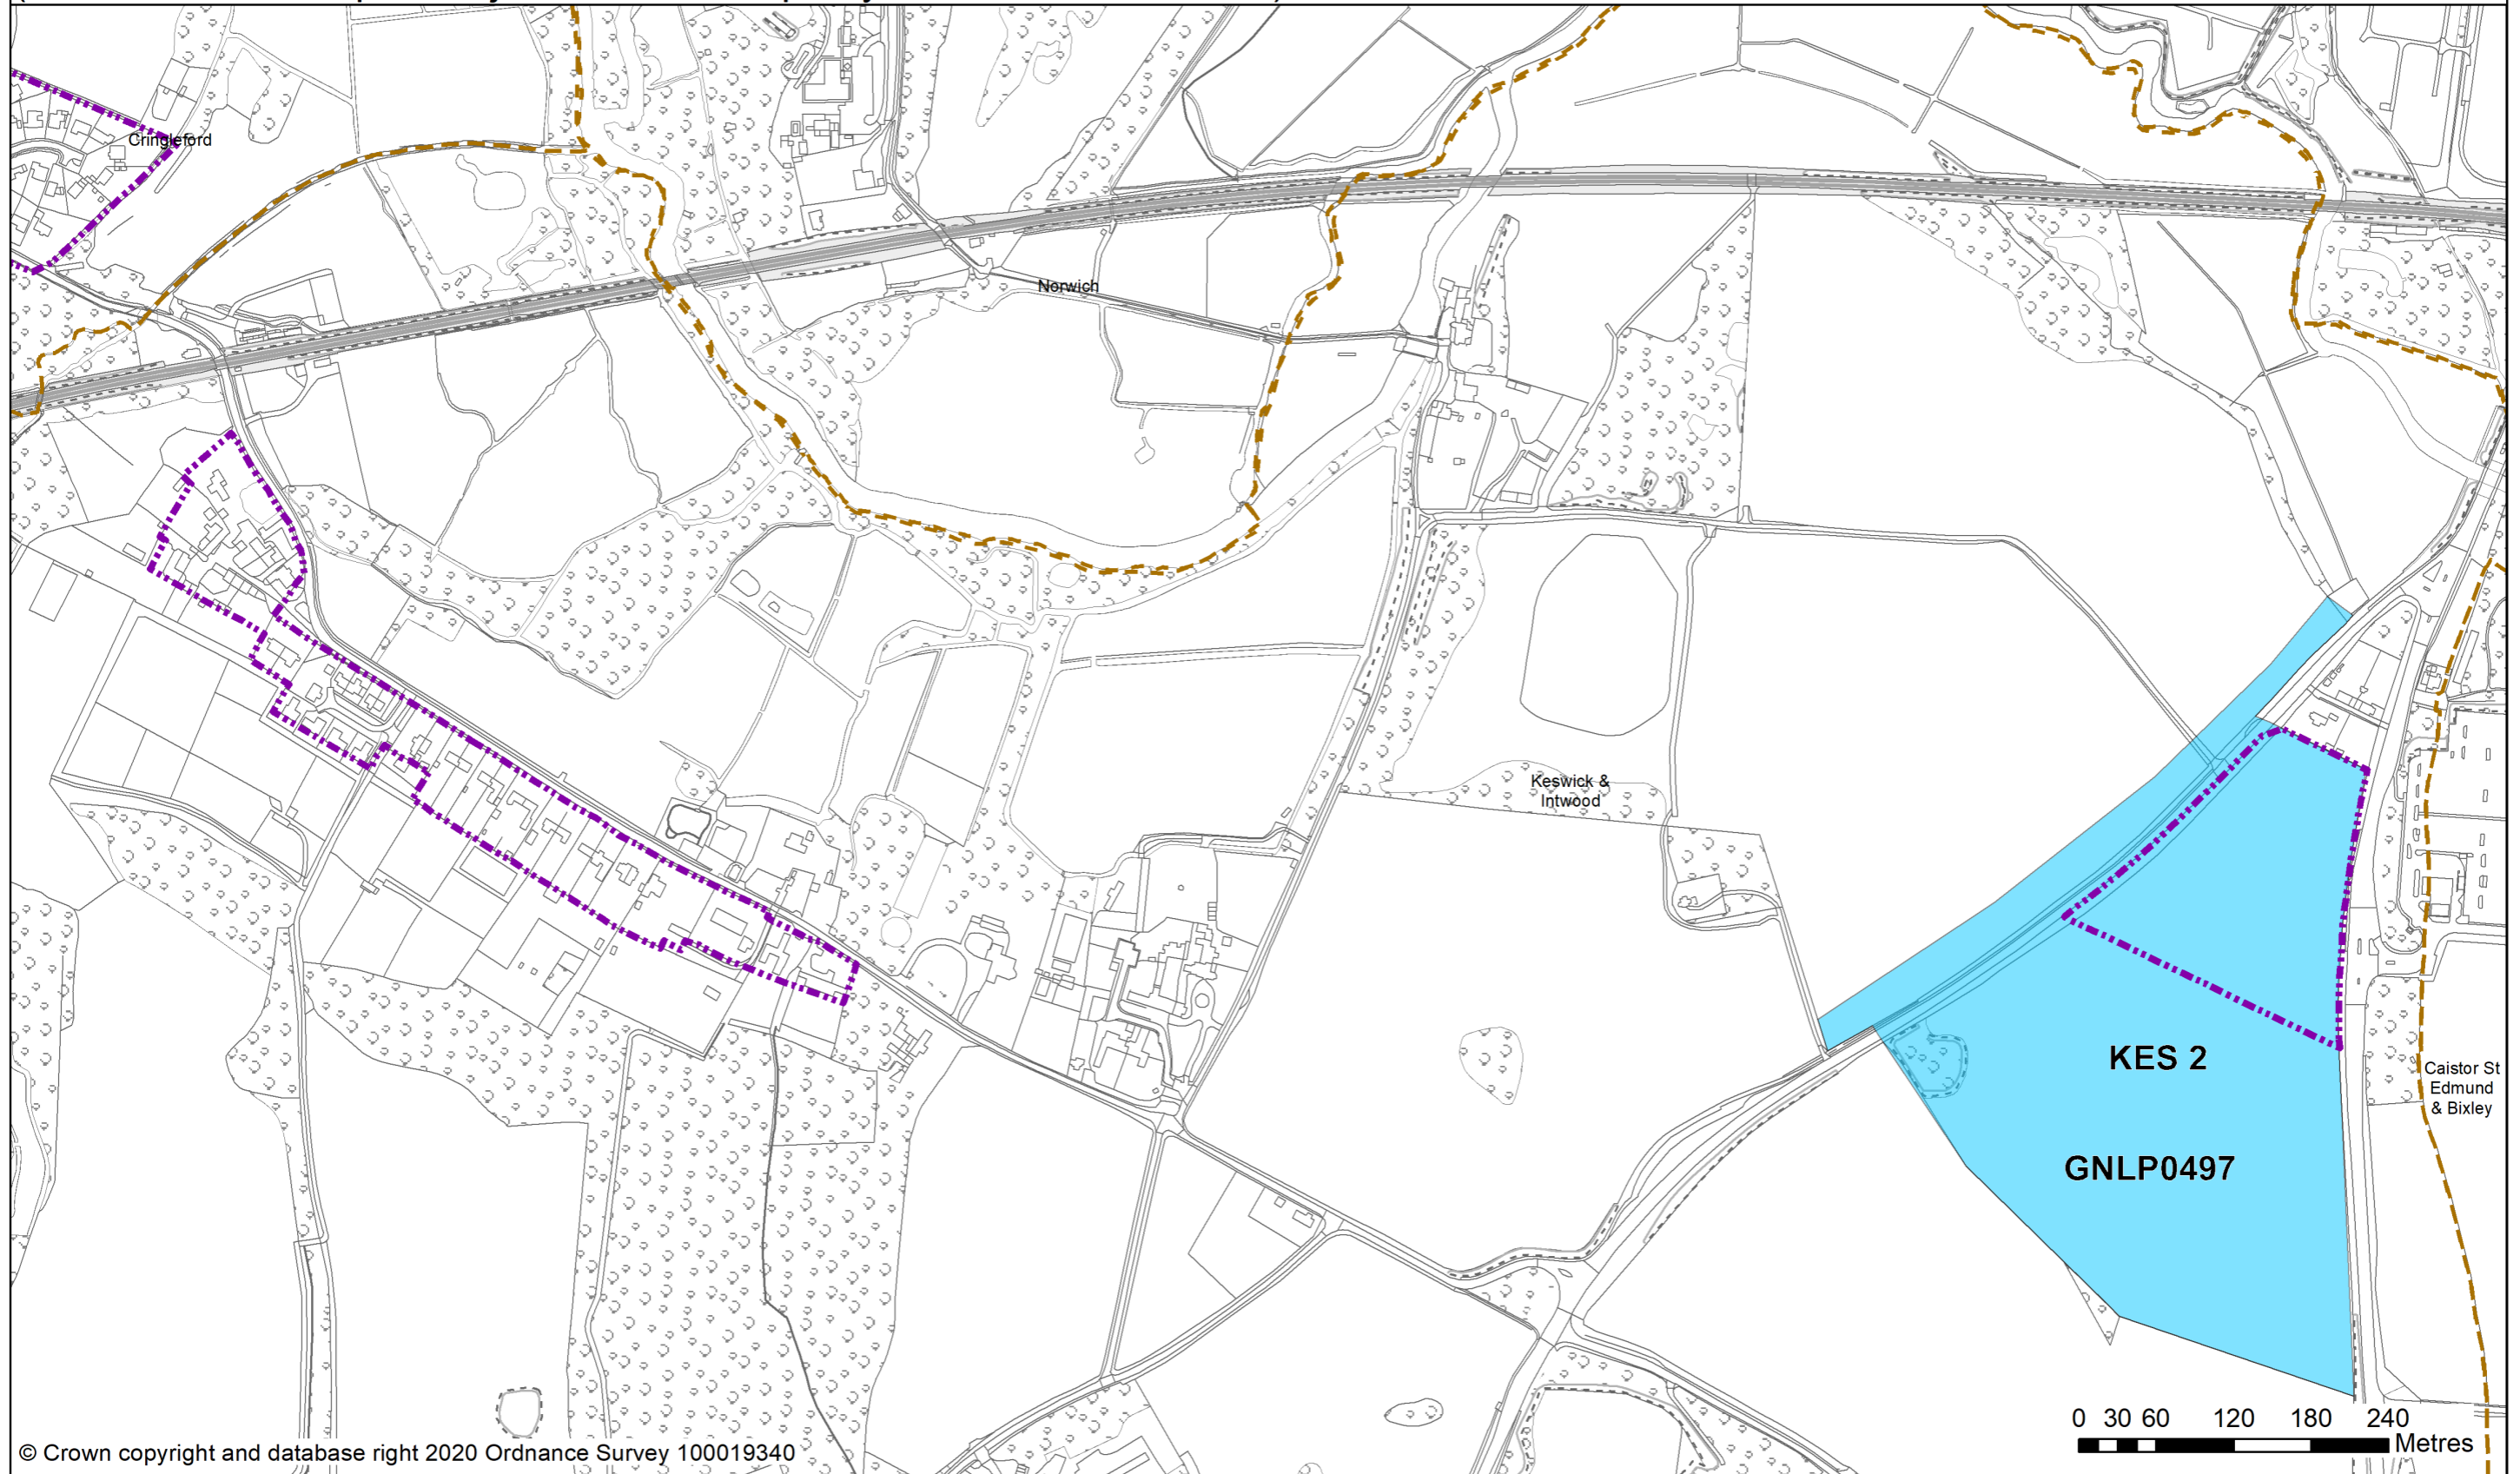 Cringleford
Norwich
Keswick &
Intwood
KES 2
GNLP0497
Caistor St
Edmund
& Bixley
0 30 60 120 180 240
Metres
© Crown copyright and database right 2020 Ordnance Survey 100019340